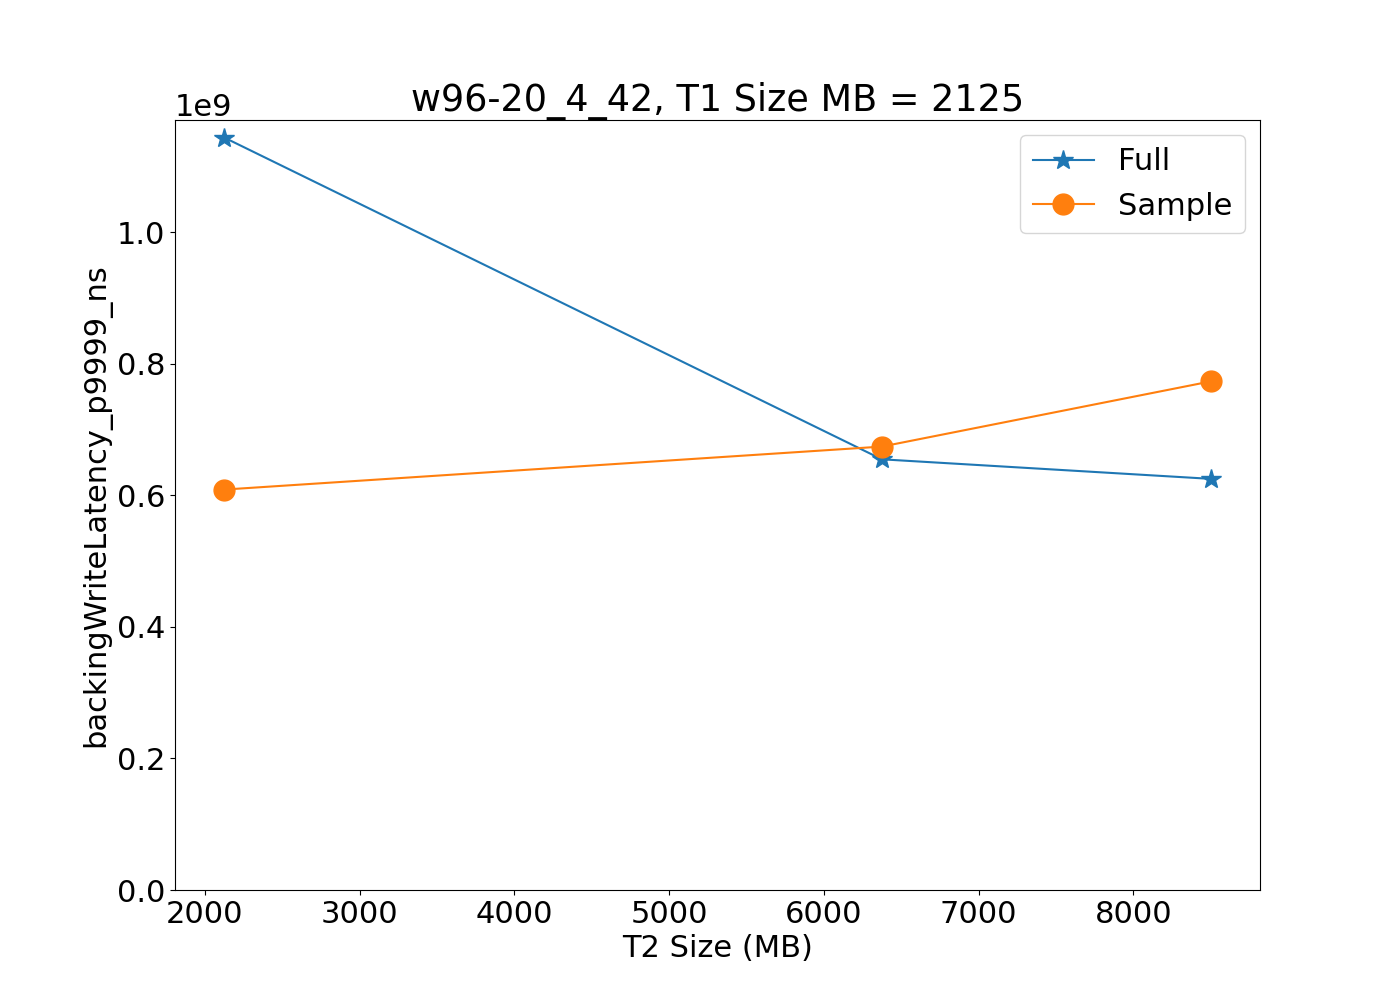 w96-20_4_42, T1 Size MB = 2125
1e9
Full
Sample
1.0
0.8
0.6
0.4
0.2
0.0
backingWriteLatency_p9999_ns
2000 3000 4000 5000 6000 7000 8000
T2 Size (MB)